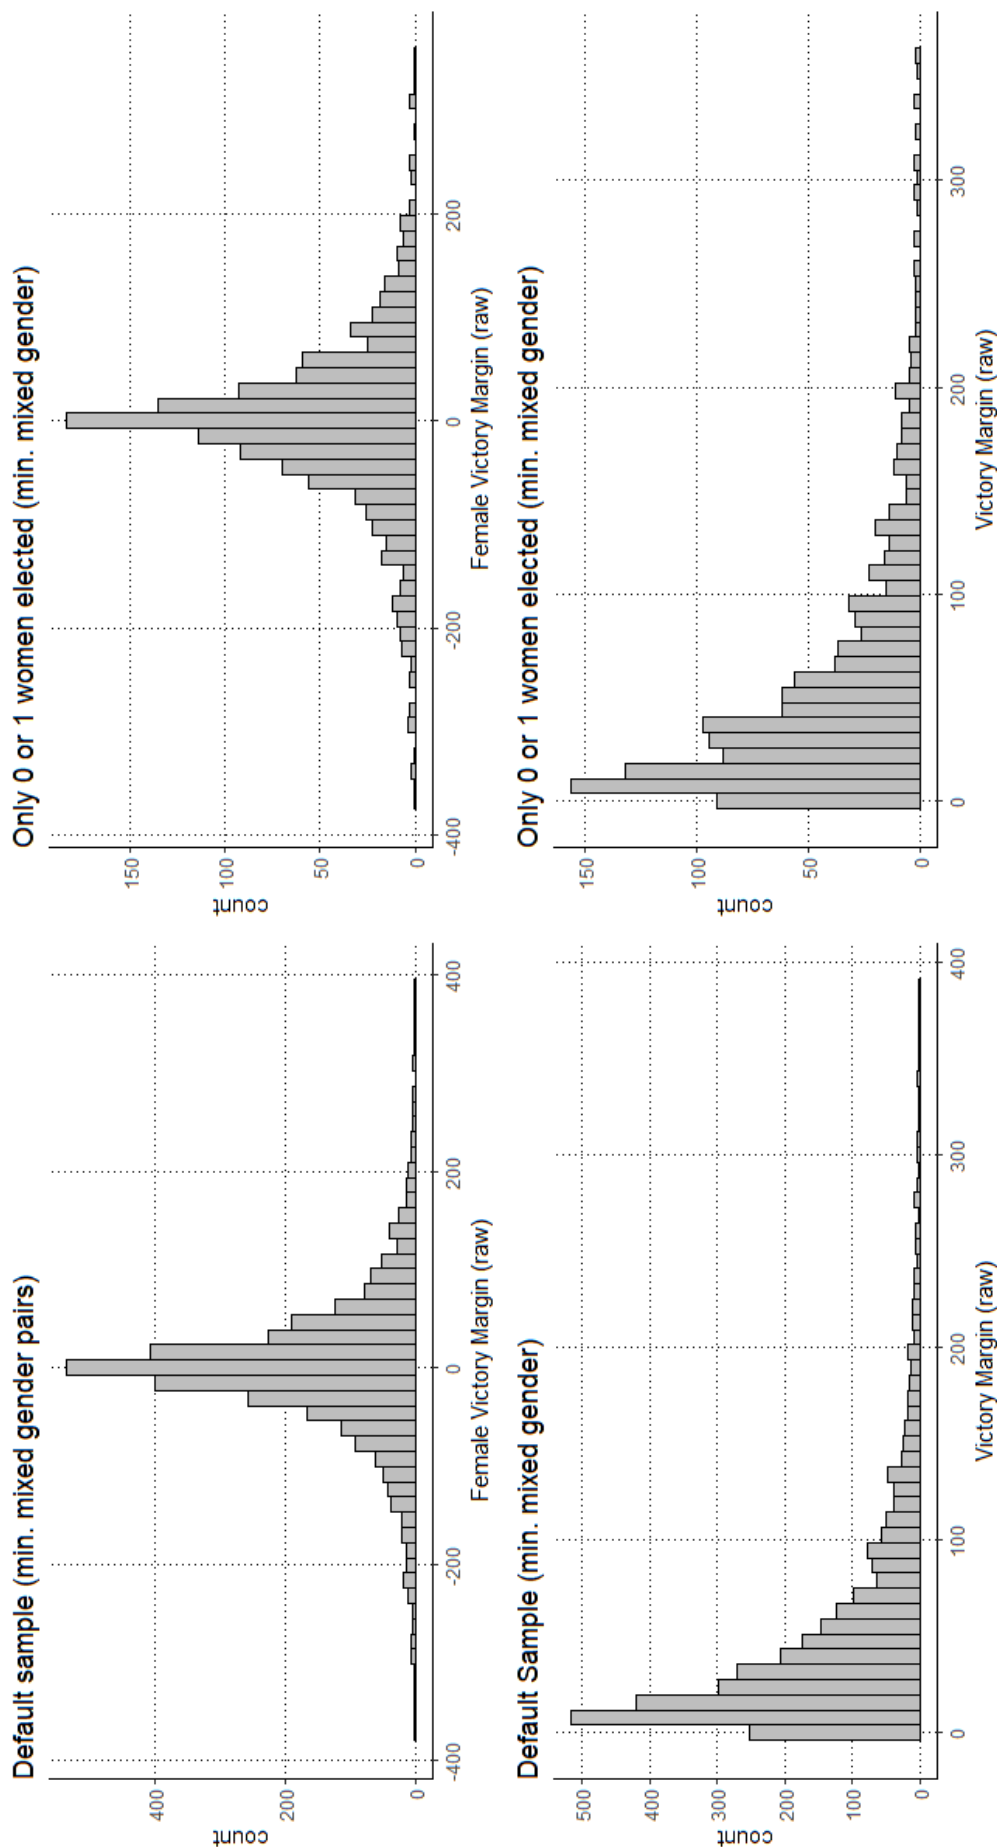 Default sample (min. mixed gender pairs)
count
400
200
0
-400
-200
0
200
400
Female Victory Margin (raw)
Only 0 or 1 women elected (min. mixed gender)
count
150
100
50
0
-400
-200
0
200
Female Victory Margin (raw)
Default Sample (min. mixed gender)
count
500
400
300
200
100
0
0
100
200
300
400
Victory Margin (raw)
Only 0 or 1 women elected (min. mixed gender)
count
150
100
50
0
0
100
200
300
Victory Margin (raw)